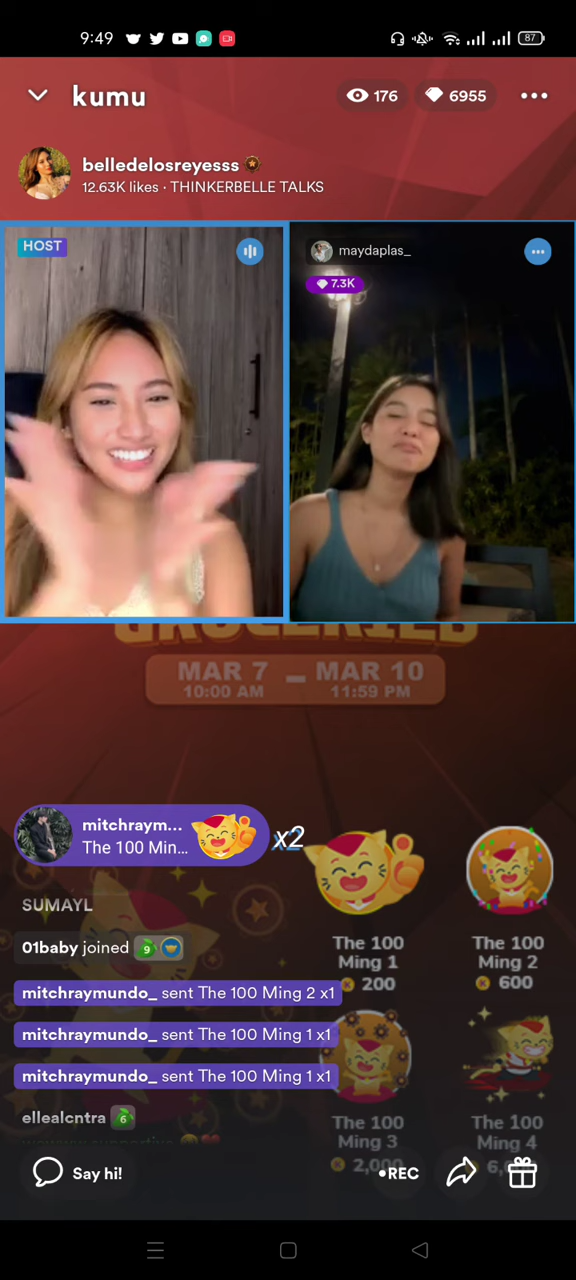 9:49
87
kumu
176
6955
belledelosreyesss
12.63K likes · THINKERBELLE TALKS
HOST
maydaplas_
7.3K
MAR 7 – MAR 10
10:00 AM 11:59 PM
mitchraym...
The 100 Min...
x2
SUMAYL
01baby joined 9
mitchraymundo_ sent The 100 Ming 2 x1
mitchraymundo_ sent The 100 Ming 1 x1
mitchraymundo_ sent The 100 Ming 1 x1
ellealcntra 6
The 100
Ming 1
200
The 100
Ming 2
600
The 100
Ming 3
The 100
Ming 4
Say hi!
•REC